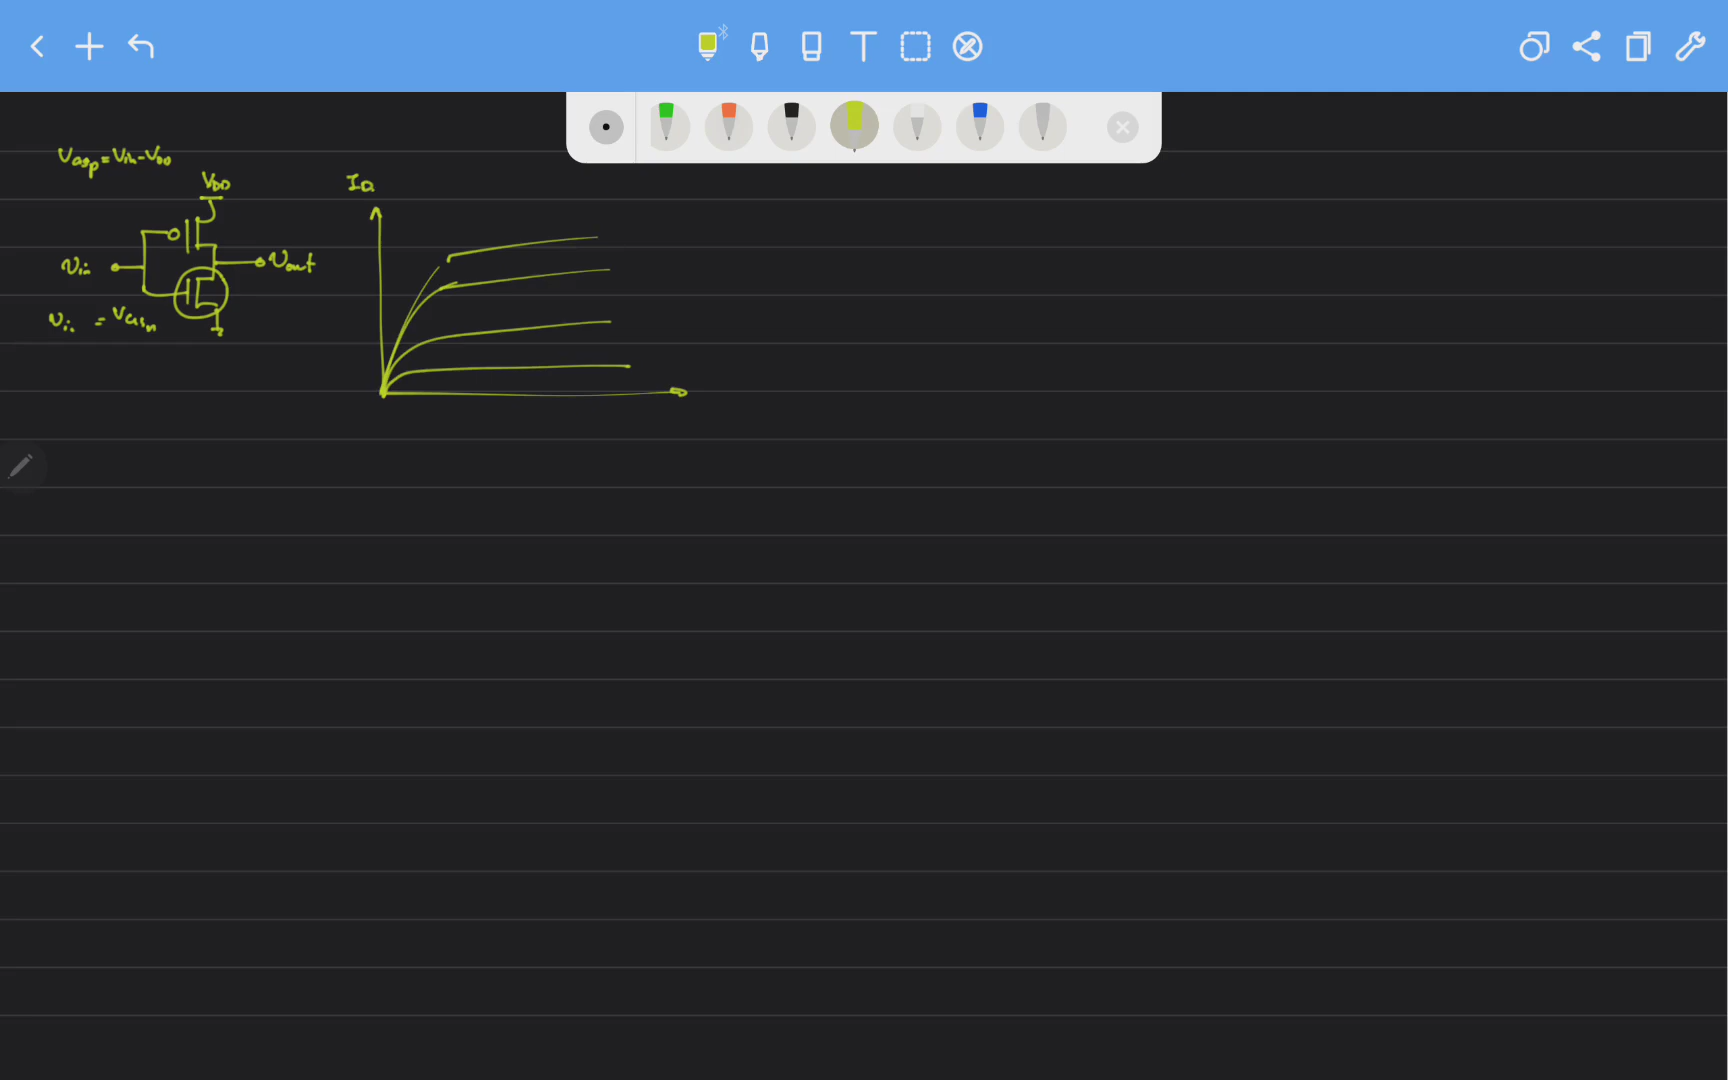 VGSp = Vin - VDD
VDD
ID
Vin
Vout
Vin = VGSn